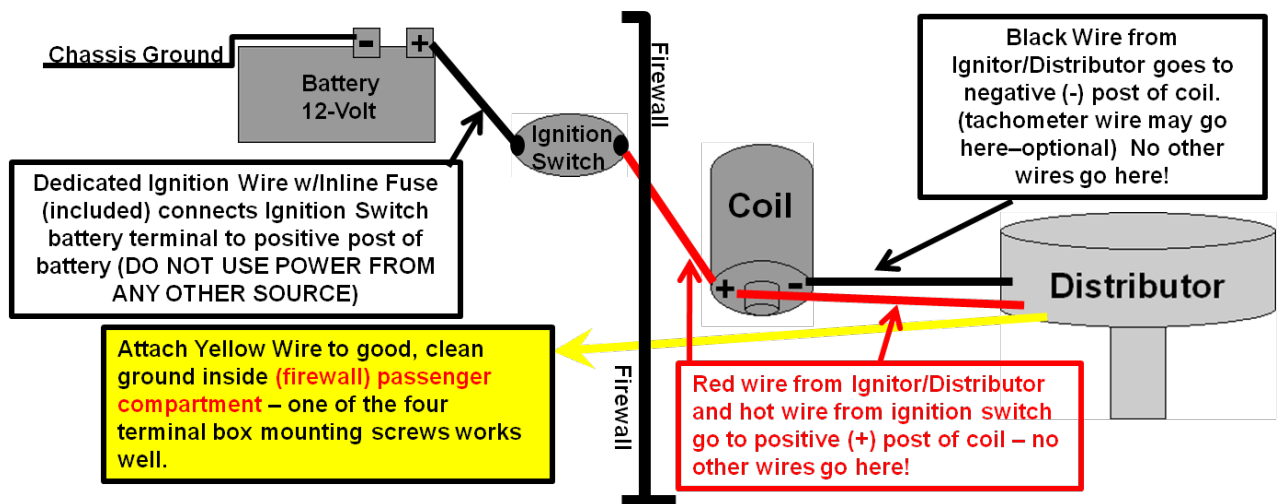 Chassis Ground
- +
Battery
12-Volt
Ignition
Switch
Firewall
Dedicated Ignition Wire w/Inline Fuse
(included) connects Ignition Switch
battery terminal to positive post of
battery (DO NOT USE POWER FROM
ANY OTHER SOURCE)
Black Wire from
Ignitor/Distributor goes to
negative (-) post of coil.
(tachometer wire may go
here–optional) No other
wires go here!
Coil
+ -
Distributor
Attach Yellow Wire to good, clean
ground inside (firewall) passenger
compartment – one of the four
terminal box mounting screws works
well.
Firewall
Red wire from Ignitor/Distributor
and hot wire from ignition switch
go to positive (+) post of coil – no
other wires go here!